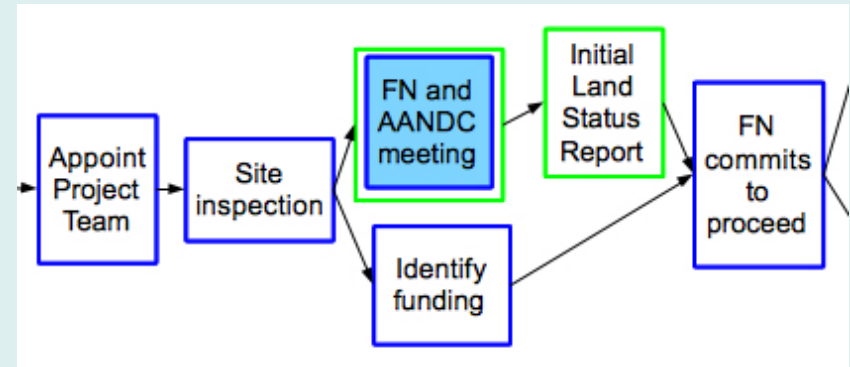 Appoint
Project
Team
Site
inspection
FN and
AANDC
meeting
Initial
Land
Status
Report
Identify
funding
FN
commits
to
proceed